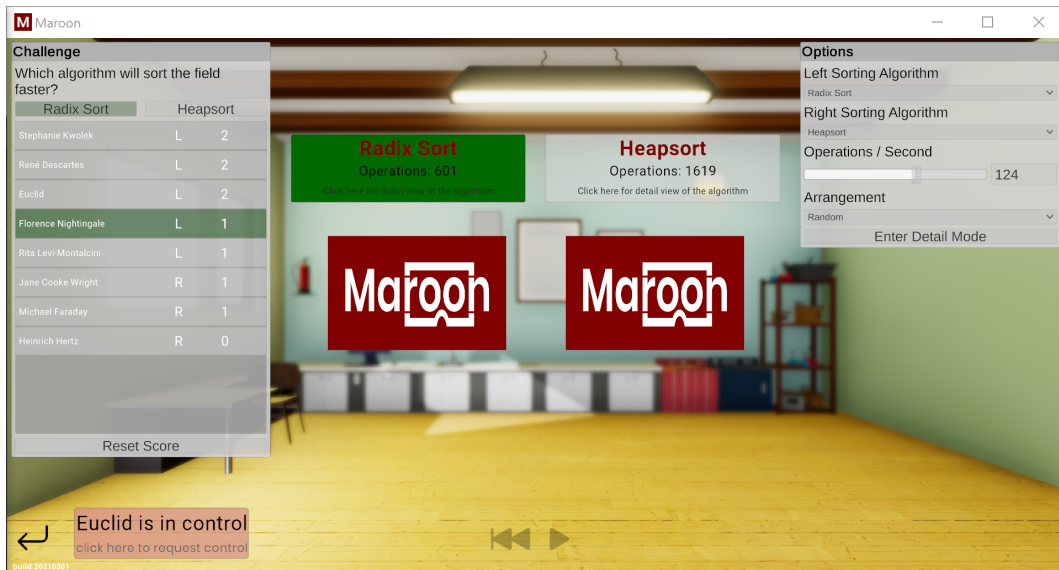 M Maroon
Challenge
Which algorithm will sort the field
faster?
Radix Sort Heapsort
Stephanie Kwolek L 2
René Descartes L 2
Euclid L 2
Florence Nightingale L 1
Rita Levi-Montalcini L 1
Jane Cooke Wright R 1
Michael Faraday R 1
Heinrich Hertz R 0
Reset Score
Radix Sort
Operations: 601
Click here for detail view of the algorithm
Heapsort
Operations: 1619
Click here for detail view of the algorithm
Maroon
Maroon
Options
Left Sorting Algorithm
Radix Sort
Right Sorting Algorithm
Heapsort
Operations / Second
124
Arrangement
Random
Enter Detail Mode
Euclid is in control
click here to request control
build 20210301